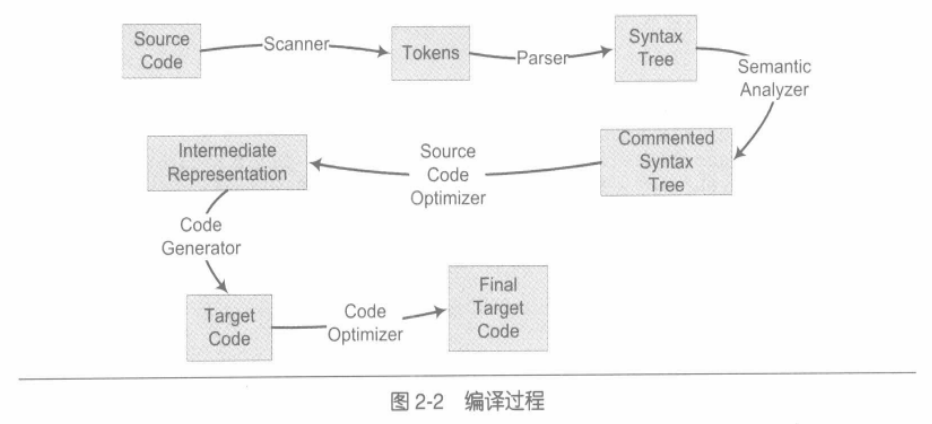 Source
Code
Scanner
Tokens
Parser
Syntax
Tree
Semantic
Analyzer
Commented
Syntax
Tree
Source
Code
Optimizer
Intermediate
Representation
Code
Generator
Target
Code
Code
Optimizer
Final
Target
Code
图 2-2 编译过程